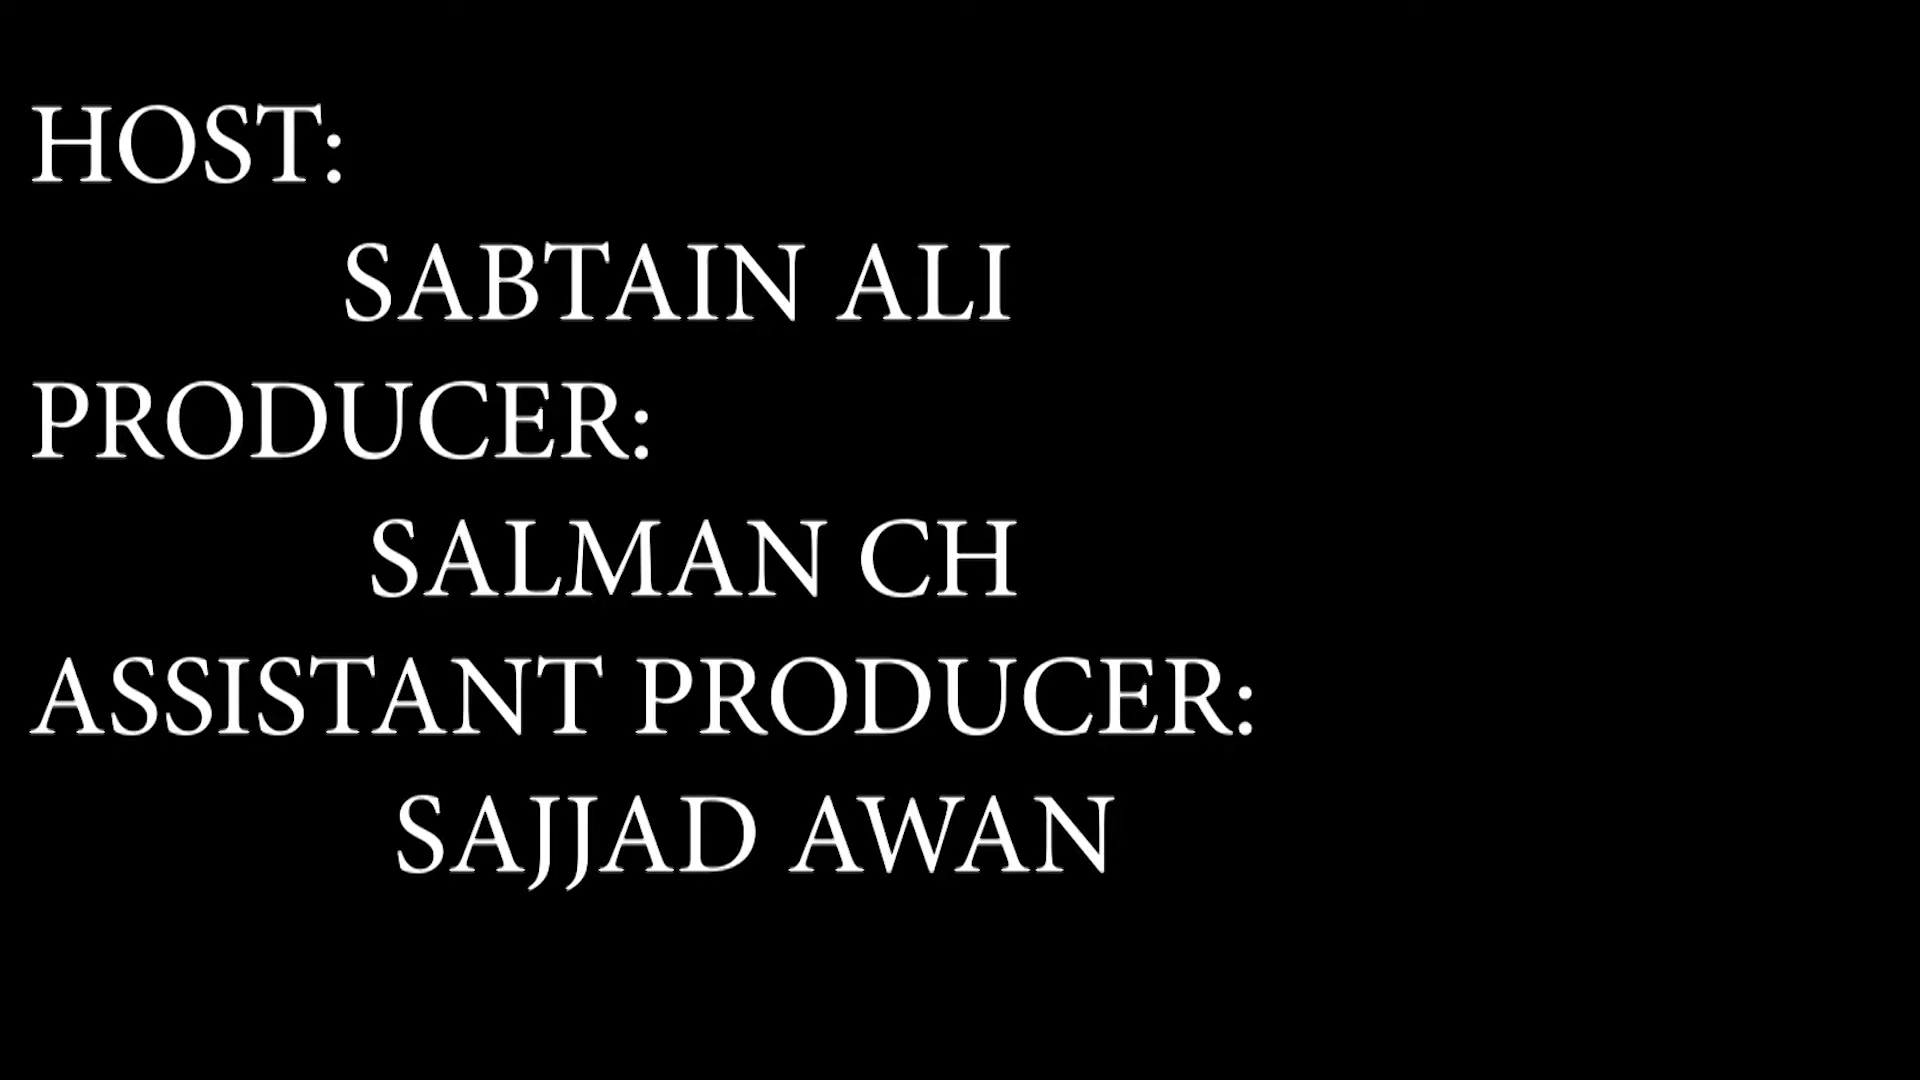 HOST:
SABTAIN ALI
PRODUCER:
SALMAN CH
ASSISTANT PRODUCER:
SAJJAD AWAN